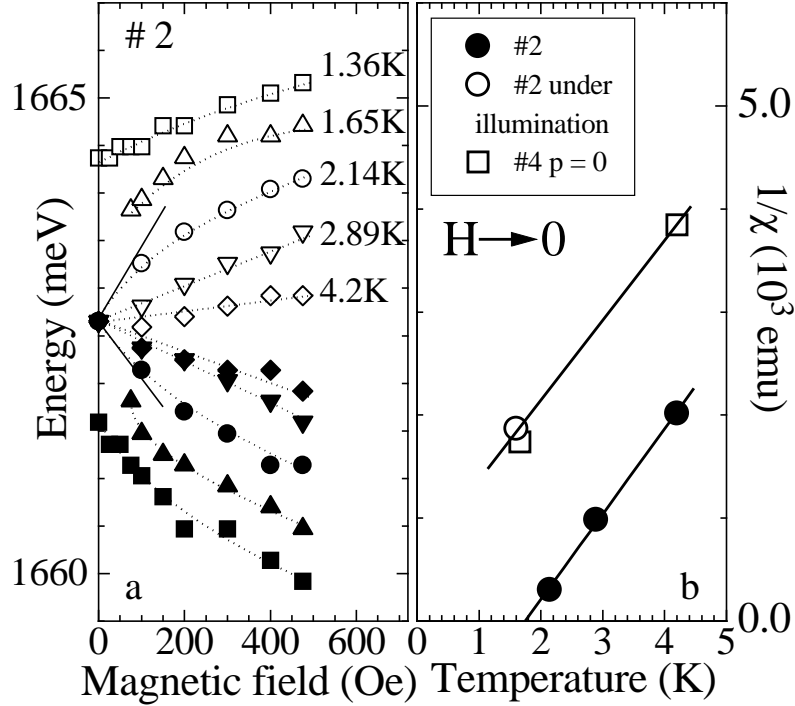 # 2
1.36K
1.65K
2.14K
2.89K
4.2K
1665
1660
Energy (meV)
a
0
200
400
600
Magnetic field (Oe)
#2
#2 under
illumination
#4 p = 0
H 0
b
5.0
0.0
1/χ (10³ emu)
0
1
2
3
4
5
Temperature (K)